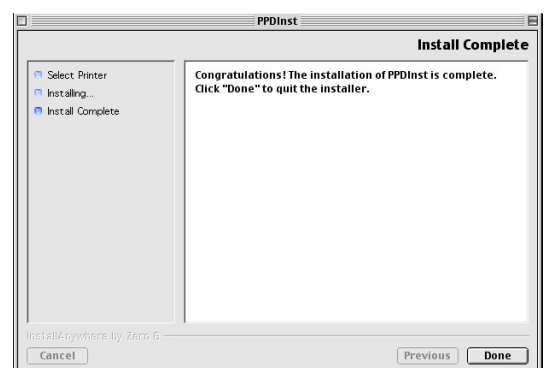 PPDInst
Install Complete
Select Printer
Installing...
Install Complete
Congratulations! The installation of PPDInst is complete.
Click "Done" to quit the installer.
InstallAnywhere by Zero G
Cancel
Previous
Done